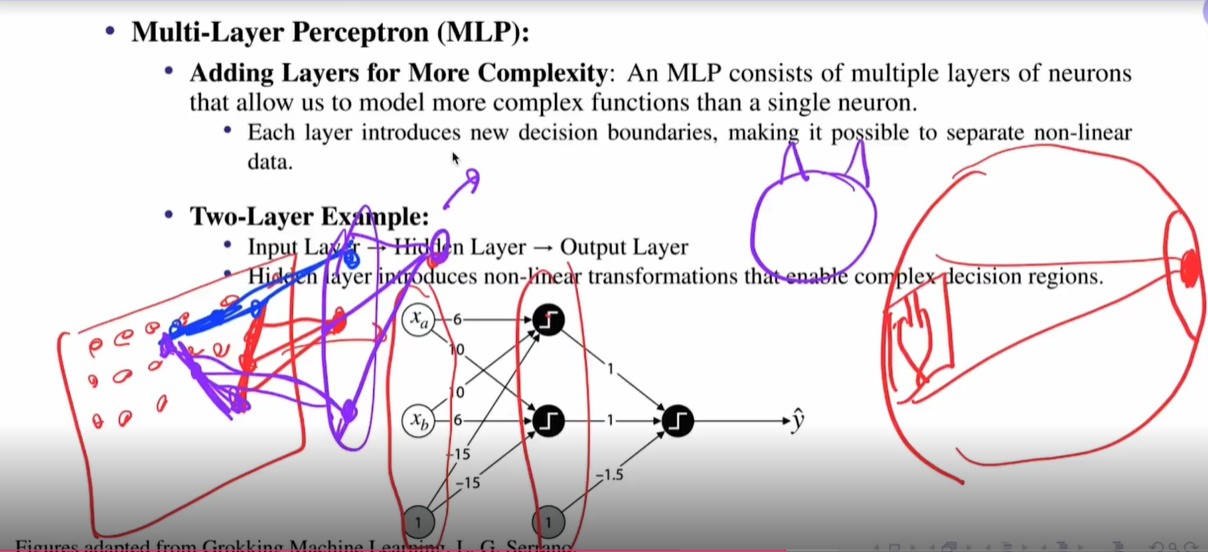 • Multi-Layer Perceptron (MLP):
• Adding Layers for More Complexity: An MLP consists of multiple layers of neurons
that allow us to model more complex functions than a single neuron.
• Each layer introduces new decision boundaries, making it possible to separate non-linear
data.
• Two-Layer Example:
• Input Layer → Hidden Layer → Output Layer
• Hidden layer introduces non-linear transformations that enable complex decision regions.
xa 6
10
1
10
xb 6 1 ŷ
-15
-15 -1.5
1 1
Figures adapted from Grokking Machine Learning, L. G. Serrano